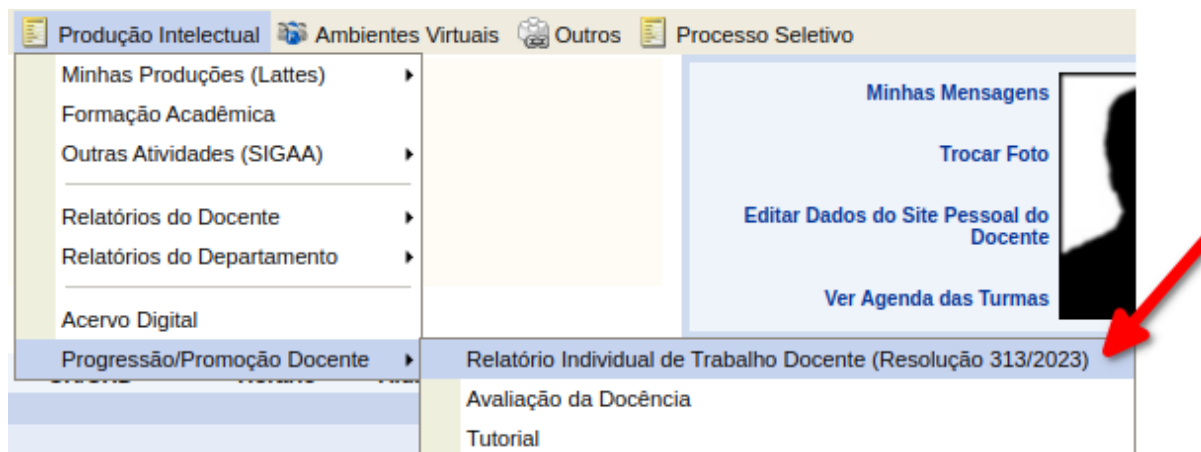 Produção Intelectual Ambientes Virtuais Outros Processo Seletivo
Minhas Produções (Lattes)
Formação Acadêmica
Outras Atividades (SIGAA)
Relatórios do Docente
Relatórios do Departamento
Acervo Digital
Progressão/Promoção Docente
Minhas Mensagens
Trocar Foto
Editar Dados do Site Pessoal do
Docente
Ver Agenda das Turmas
Relatório Individual de Trabalho Docente (Resolução 313/2023)
Avaliação da Docência
Tutorial